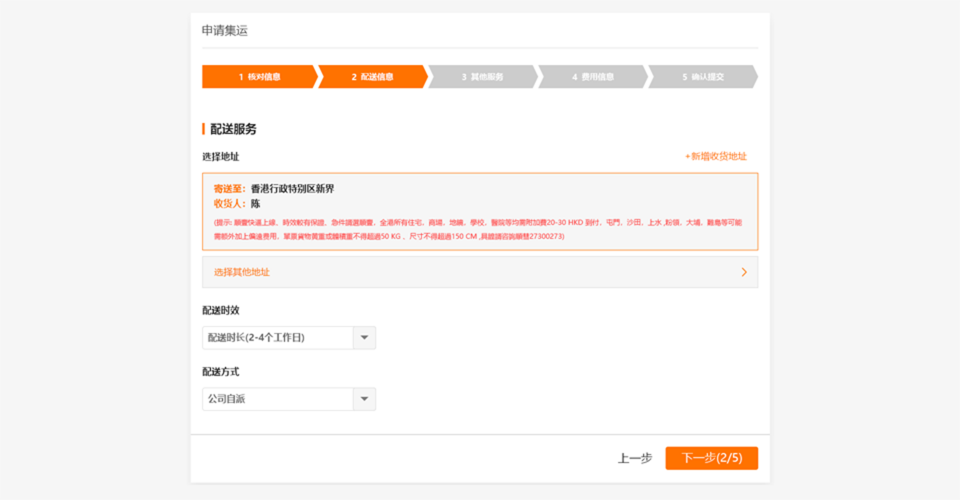 申请集运
1 核对信息
2 配送信息
3 其他服务
4 费用信息
5 确认提交
配送服务
选择地址
+新增收货地址
寄送至：香港行政特别区新界
收货人：陈
(提示: 順豐快遞上線，時效較有保證，急件請選順豐，全港所有住宅、商場、地鋪、學校、醫院等均需附加費20-30 HKD 到付，屯門、沙田、上水 ,粉嶺、大埔、離島等可能
需額外加上偏遠费用，單票貨物實重或體積重不得超過50 KG ，尺寸不得超過150 CM ,具體請咨詢順豐27300273)
选择其他地址
配送时效
配送时长(2-4个工作日)
配送方式
公司自派
上一步
下一步(2/5)